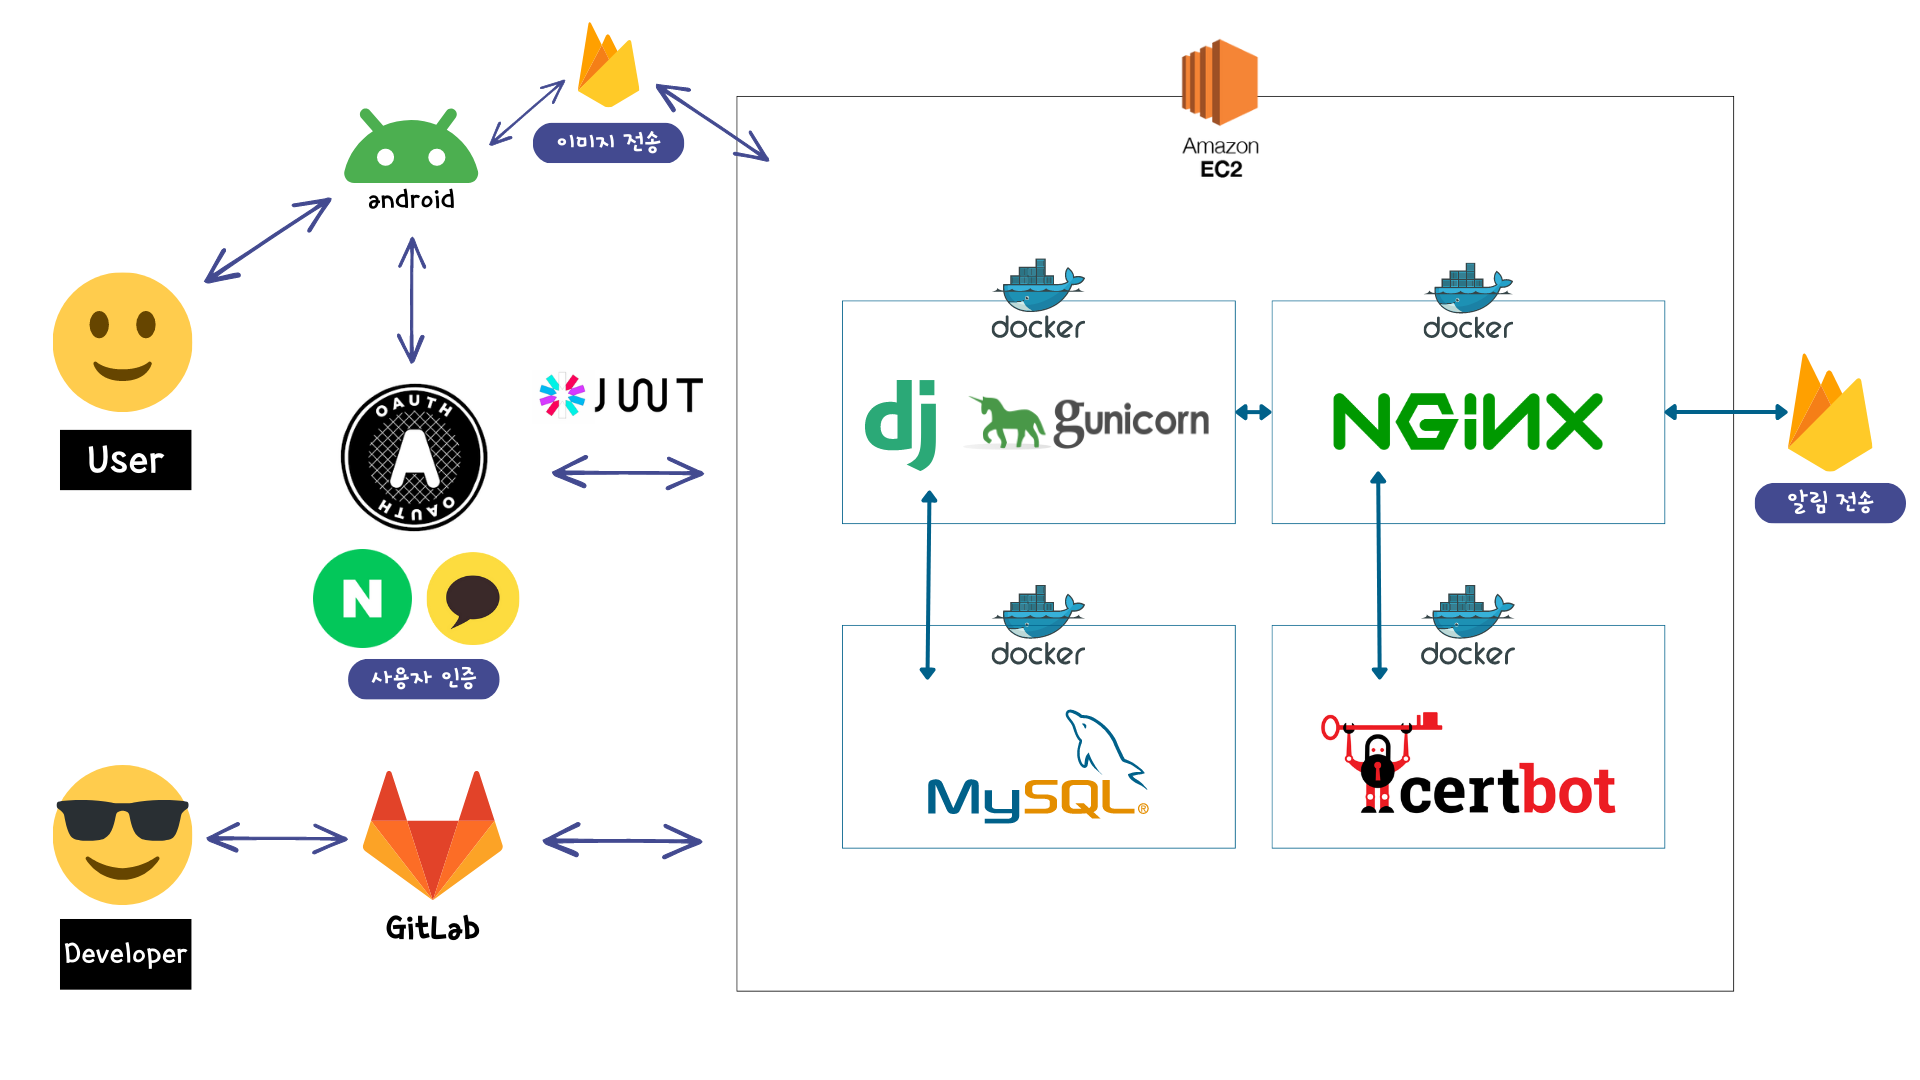 이미지 전송
android
Amazon
EC2
User
JWT
OAUTH
A
OAUTH
N
사용자 인증
docker
dj
gunicorn
docker
NGINX
알림 전송
docker
MySQL®
docker
certbot
Developer
GitLab